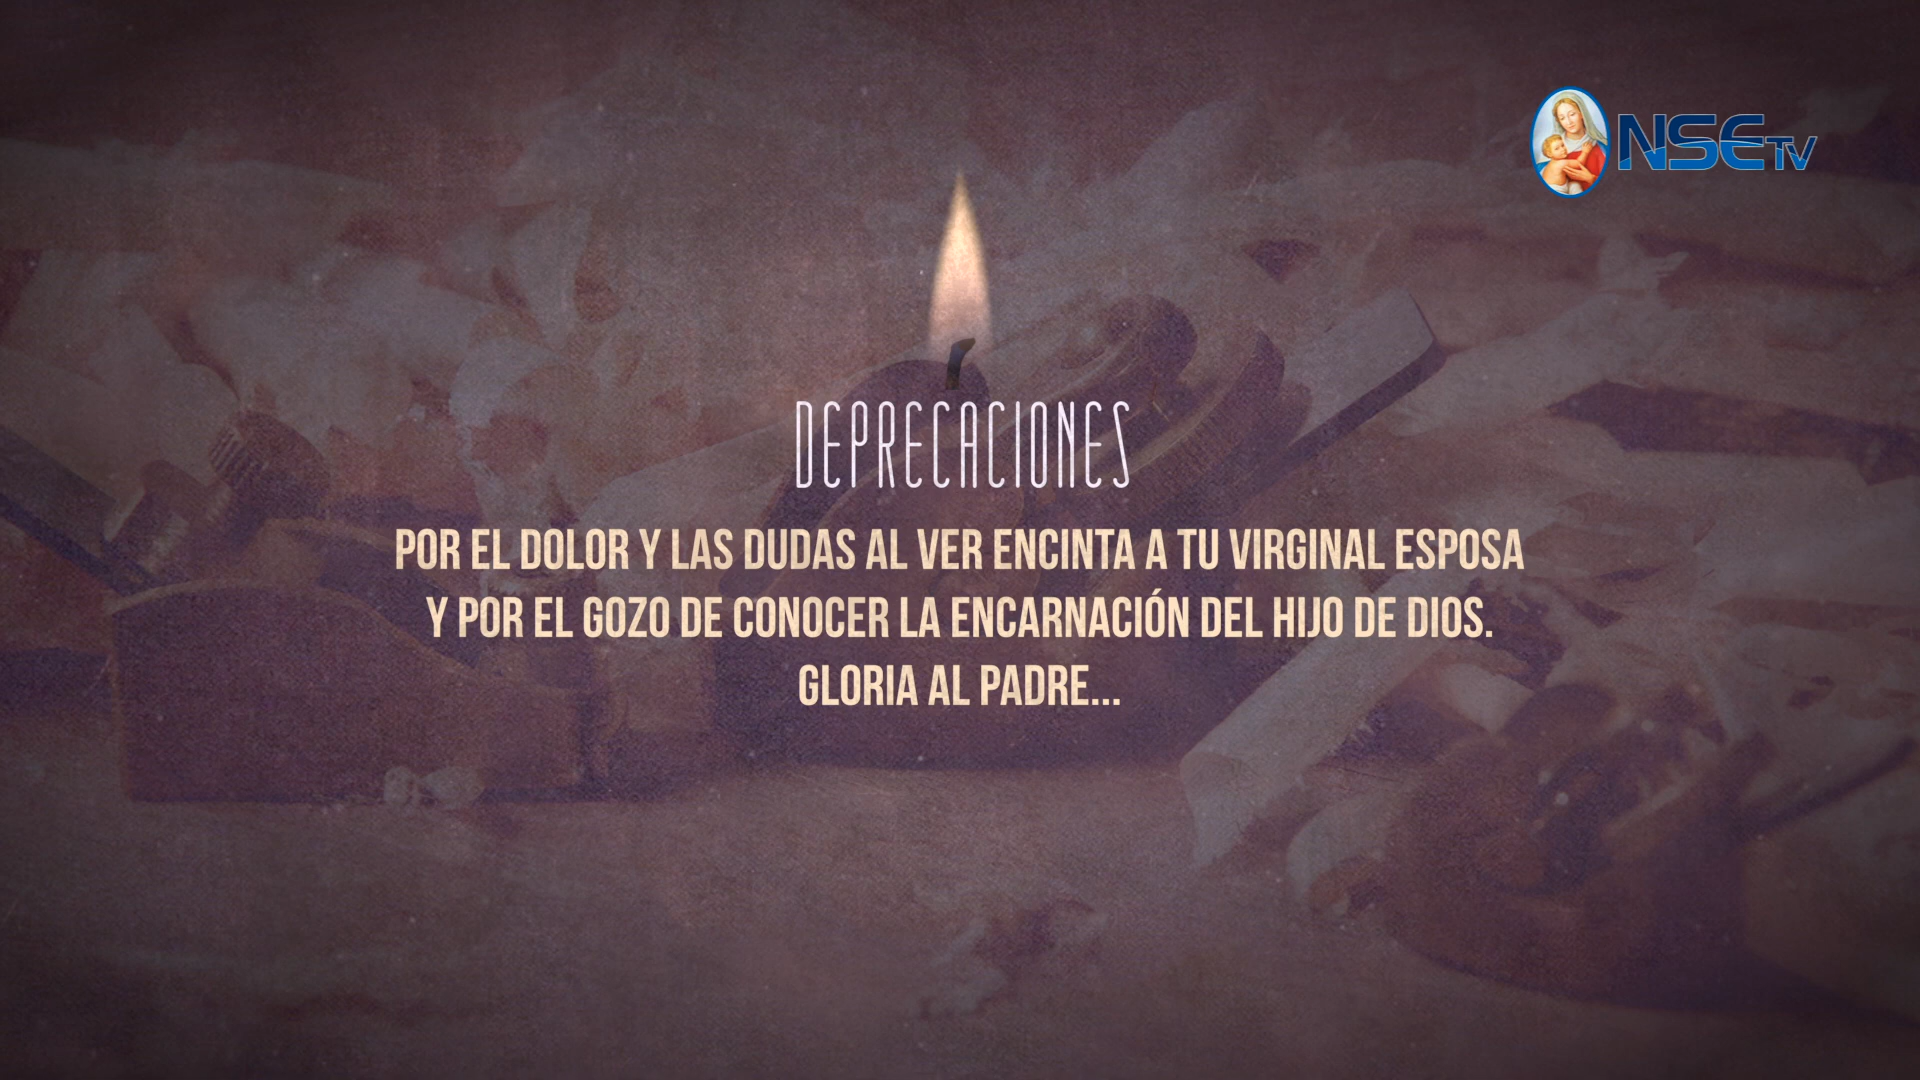 NSETV
DEPRECACIONES
POR EL DOLOR Y LAS DUDAS AL VER ENCINTA A TU VIRGINAL ESPOSA
Y POR EL GOZO DE CONOCER LA ENCARNACIÓN DEL HIJO DE DIOS.
GLORIA AL PADRE...